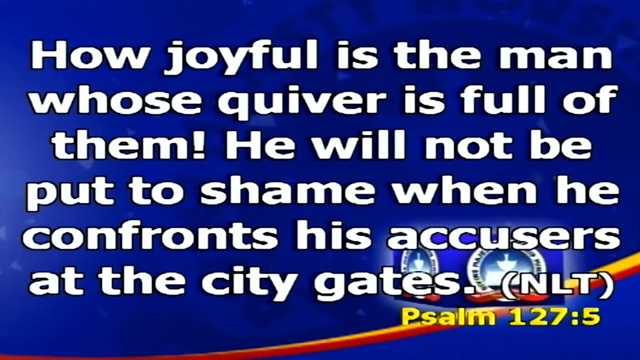 How joyful is the man
whose quiver is full of
them! He will not be
put to shame when he
confronts his accusers
at the city gates. (NLT)
Psalm 127:5